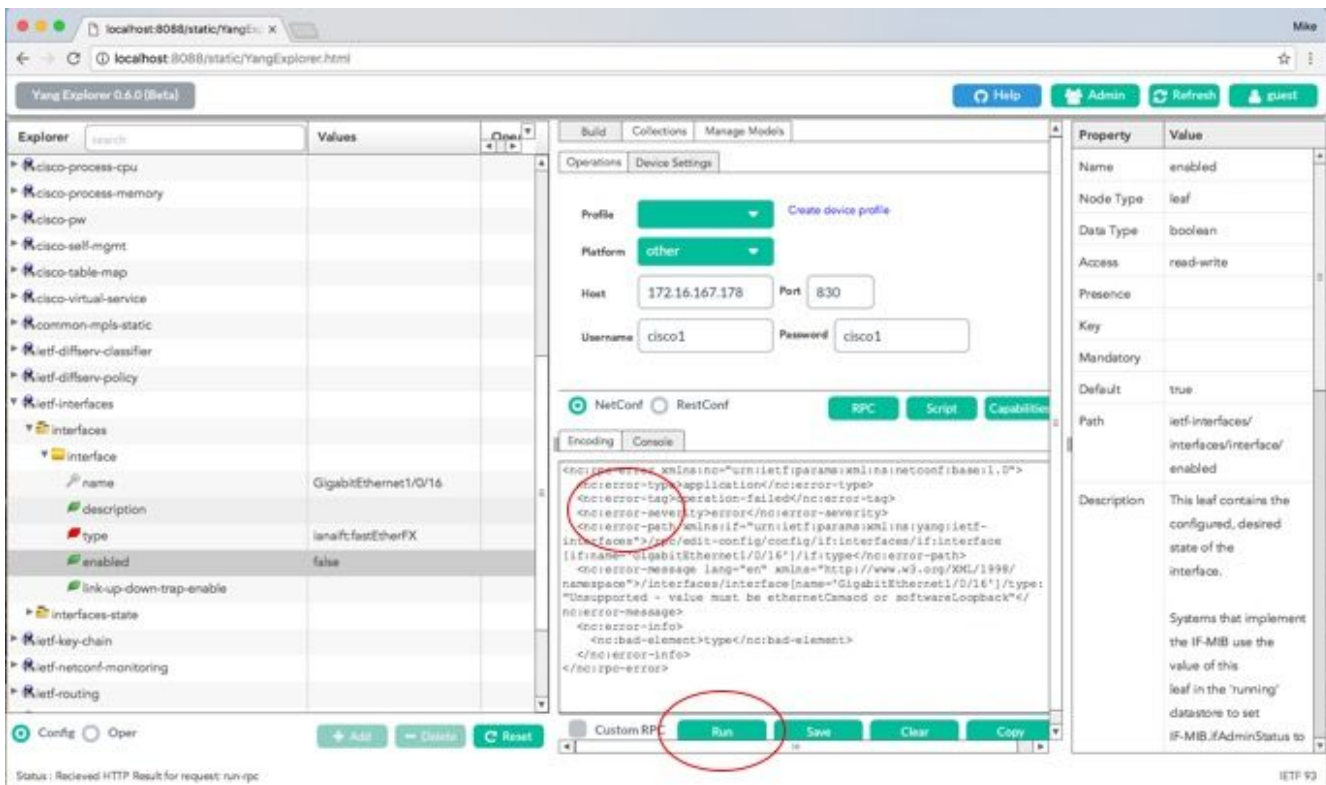 localhost:8088/static/YangEx
Mike
localhost:8088/static/YangExplorer.html
Yang Explorer 0.6.0 (Beta)
Help
Admin
Refresh
guest
Explorer
search
Values
Build
Collections
Manage Models
Property
Value
cisco-process-cpu
cisco-process-memory
cisco-pw
cisco-self-mgmt
cisco-table-map
cisco-virtual-service
common-mpls-static
ietf-diffserv-classifier
ietf-diffserv-policy
ietf-interfaces
interfaces
interface
name
GigabitEthernet1/0/16
description
type
ianaift:fastEtherFX
enabled
false
link-up-down-trap-enable
interfaces-state
ietf-key-chain
ietf-netconf-monitoring
ietf-routing
Config
Oper
Add
Delete
Reset
Operations
Device Settings
Profile
Create device profile
Platform
other
Host
172.16.167.178
Port
830
Username
cisco1
Password
cisco1
NetConf
RestConf
RPC
Script
Capabilities
Encoding
Console
<nc:rpc-error xmlns:nc="urn:ietf:params:xml:ns:netconf:base:1.0">
<nc:error-type>application</nc:error-type>
<nc:error-tag>operation-failed</nc:error-tag>
<nc:error-severity>error</nc:error-severity>
<nc:error-path xmlns:if="urn:ietf:params:xml:ns:yang:ietf-
interfaces">/rpc/edit-config/config/if:interfaces/if:interface
[if:name='GigabitEthernet1/0/16']/if:type</nc:error-path>
<nc:error-message lang="en" xmlns="http://www.w3.org/XML/1998/
namespace">/interfaces/interface[name='GigabitEthernet1/0/16']/type:
"Unsupported - value must be ethernetCsmacd or softwareLoopback"</
nc:error-message>
<nc:error-info>
<nc:bad-element>type</nc:bad-element>
</nc:error-info>
</nc:rpc-error>
Custom RPC
Run
Save
Clear
Copy
Name
enabled
Node Type
leaf
Data Type
boolean
Access
read-write
Presence
Key
Mandatory
Default
true
Path
ietf-interfaces/
interfaces/interface/
enabled
Description
This leaf contains the
configured, desired
state of the
interface.
Systems that implement
the IF-MIB use the
value of this
leaf in the 'running'
datastore to set
IF-MIB.ifAdminStatus to
Status : Recieved HTTP Result for request: run-rpc
IETF 93